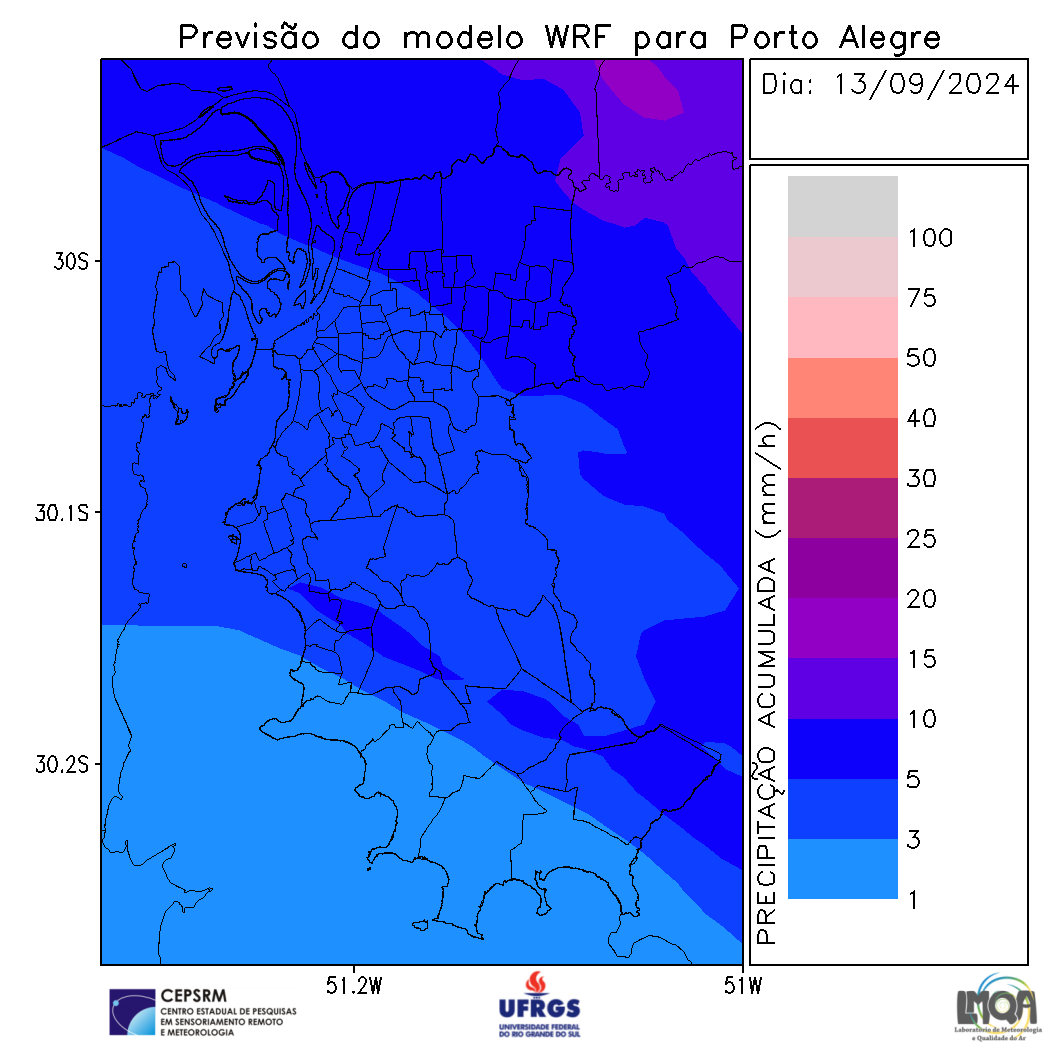 Previsão do modelo WRF para Porto Alegre
Dia: 13/09/2024
30S
30.1S
30.2S
51.2W
51W
PRECIPITAÇÃO ACUMULADA (mm/h)
100
75
50
40
30
25
20
15
10
5
3
1
CEPSRM
CENTRO ESTADUAL DE PESQUISAS
EM SENSORIAMENTO REMOTO
E METEOROLOGIA
UFRGS
UNIVERSIDADE FEDERAL
DO RIO GRANDE DO SUL
LMQA
Laboratório de Meteorologia
e Qualidade do Ar